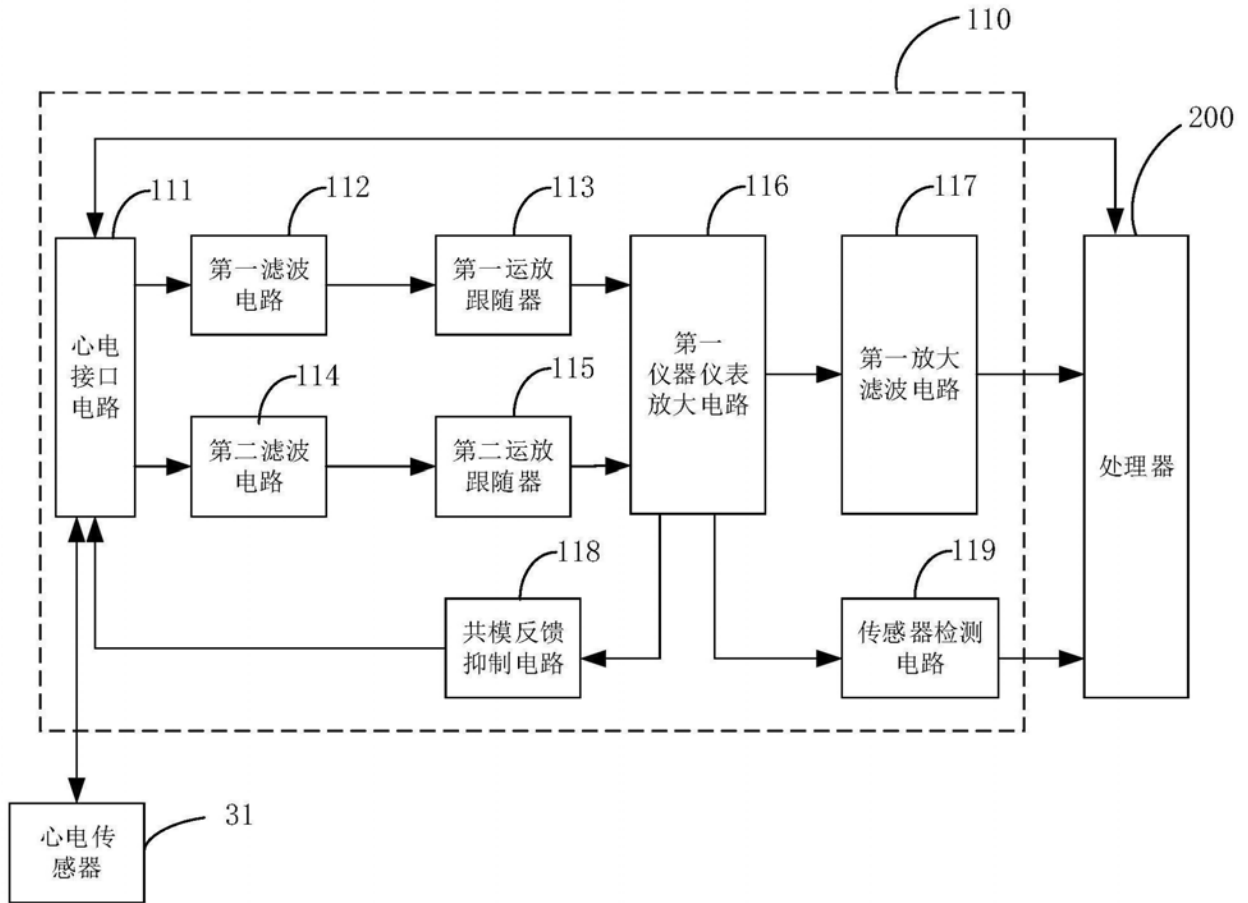 110
200
111
112
113
116
117
第一滤波
电路
第一运放
跟随器
心电
接口
电路
第一
仪器仪表
放大电路
第一放大
滤波电路
114
115
第二滤波
电路
第二运放
跟随器
处理器
118
119
共模反馈
抑制电路
传感器检测
电路
心电传
感器
31